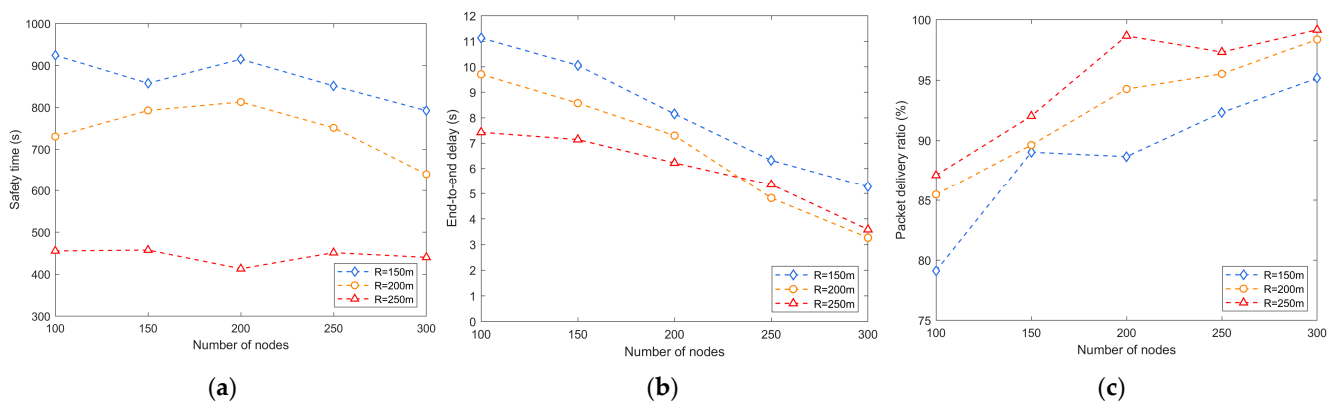 1000
900
800
700
600
500
400
300
100
150
200
250
300
Safety time (s)
Number of nodes
R=150m
R=200m
R=250m
(a)
12
11
10
9
8
7
6
5
4
3
2
1
0
100
150
200
250
300
End-to-end delay (s)
Number of nodes
R=150m
R=200m
R=250m
(b)
100
95
90
85
80
75
100
150
200
250
300
Packet delivery ratio (%)
Number of nodes
R=150m
R=200m
R=250m
(c)